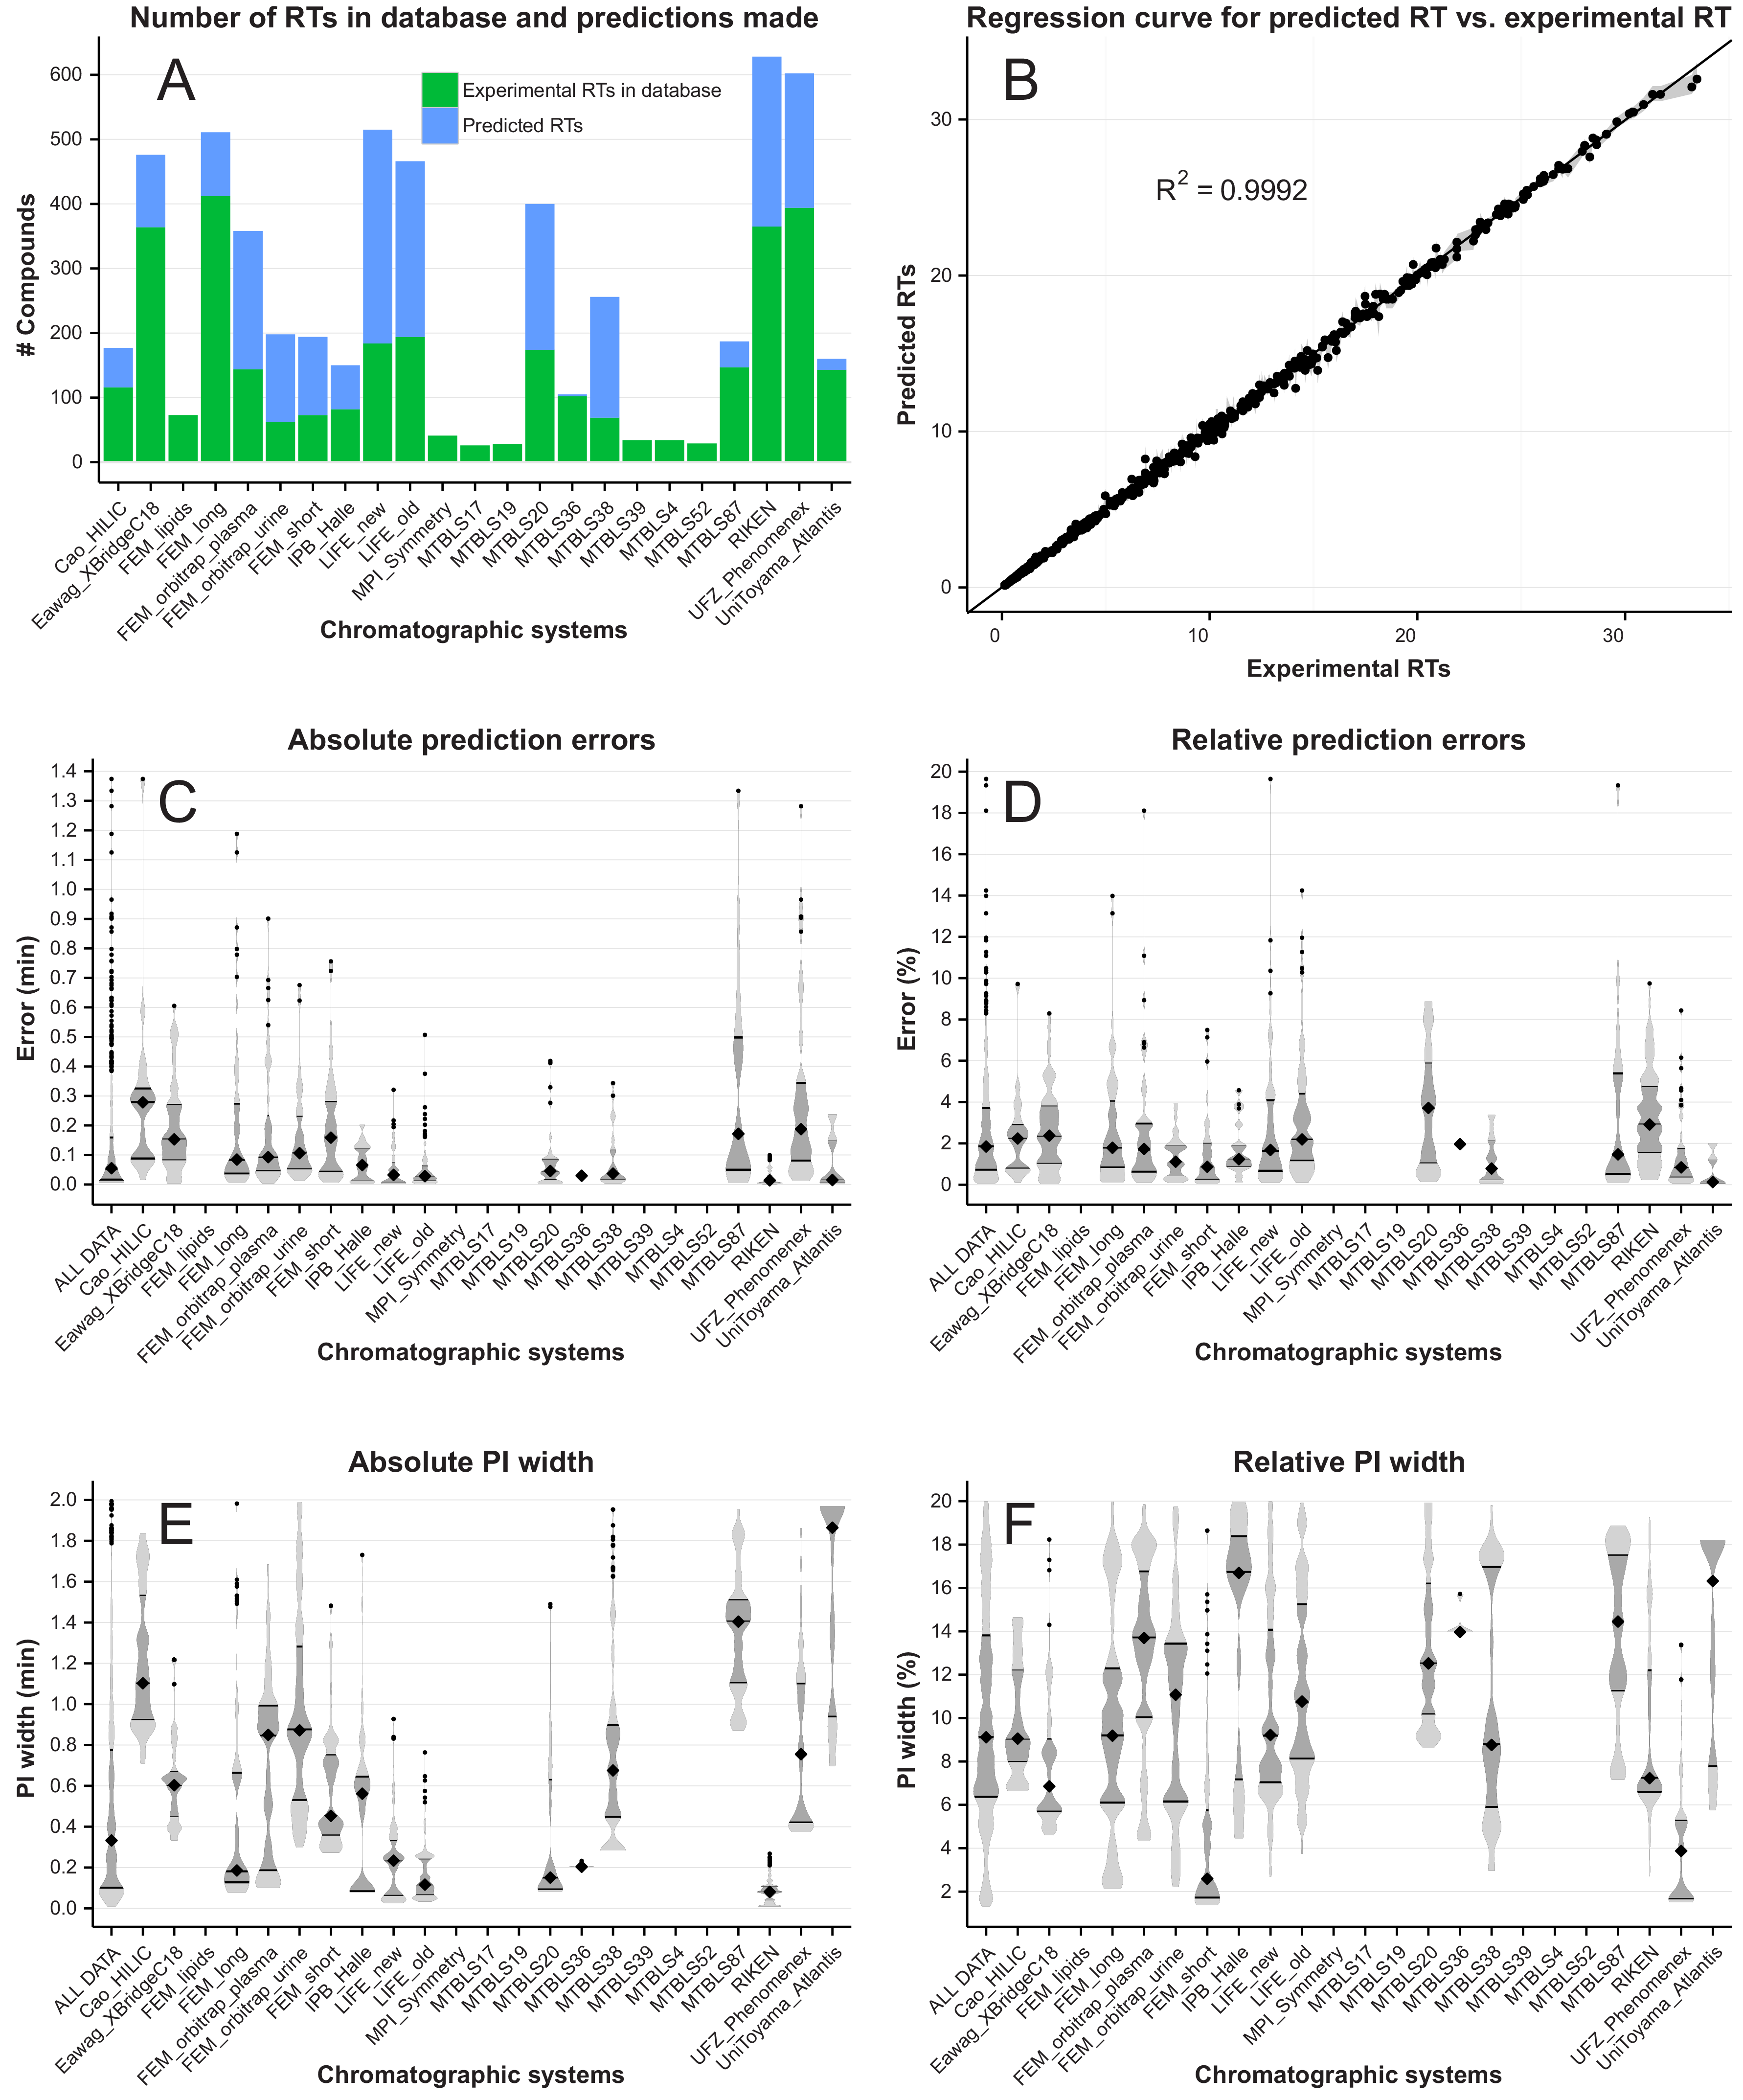 Number of RTs in database and predictions made
A
Experimental RTs in database
Predicted RTs
# Compounds
600
500
400
300
200
100
0
Cao_HILIC
Eawag_XBridgeC18
FEM_lipids
FEM_long
FEM_orbitrap_plasma
FEM_orbitrap_urine
FEM_short
IPB_Halle
LIFE_new
LIFE_old
MPI_Symmetry
MTBLS17
MTBLS19
MTBLS20
MTBLS36
MTBLS38
MTBLS39
MTBLS4
MTBLS52
MTBLS87
RIKEN
UFZ_Phenomenex
UniToyama_Atlantis
Chromatographic systems
Regression curve for predicted RT vs. experimental RT
B
R² = 0.9992
Predicted RTs
30
20
10
0
0 10 20 30
Experimental RTs
Absolute prediction errors
C
Error (min)
1.4
1.3
1.2
1.1
1.0
0.9
0.8
0.7
0.6
0.5
0.4
0.3
0.2
0.1
0.0
ALL DATA
Cao_HILIC
Eawag_XBridgeC18
FEM_lipids
FEM_long
FEM_orbitrap_plasma
FEM_orbitrap_urine
FEM_short
IPB_Halle
LIFE_new
LIFE_old
MPI_Symmetry
MTBLS17
MTBLS19
MTBLS20
MTBLS36
MTBLS38
MTBLS39
MTBLS4
MTBLS52
MTBLS87
RIKEN
UFZ_Phenomenex
UniToyama_Atlantis
Chromatographic systems
Relative prediction errors
D
Error (%)
20
18
16
14
12
10
8
6
4
2
0
ALL DATA
Cao_HILIC
Eawag_XBridgeC18
FEM_lipids
FEM_long
FEM_orbitrap_plasma
FEM_orbitrap_urine
FEM_short
IPB_Halle
LIFE_new
LIFE_old
MPI_Symmetry
MTBLS17
MTBLS19
MTBLS20
MTBLS36
MTBLS38
MTBLS39
MTBLS4
MTBLS52
MTBLS87
RIKEN
UFZ_Phenomenex
UniToyama_Atlantis
Chromatographic systems
Absolute PI width
E
PI width (min)
2.0
1.8
1.6
1.4
1.2
1.0
0.8
0.6
0.4
0.2
0.0
ALL DATA
Cao_HILIC
Eawag_XBridgeC18
FEM_lipids
FEM_long
FEM_orbitrap_plasma
FEM_orbitrap_urine
FEM_short
IPB_Halle
LIFE_new
LIFE_old
MPI_Symmetry
MTBLS17
MTBLS19
MTBLS20
MTBLS36
MTBLS38
MTBLS39
MTBLS4
MTBLS52
MTBLS87
RIKEN
UFZ_Phenomenex
UniToyama_Atlantis
Chromatographic systems
Relative PI width
F
PI width (%)
20
18
16
14
12
10
8
6
4
2
ALL DATA
Cao_HILIC
Eawag_XBridgeC18
FEM_lipids
FEM_long
FEM_orbitrap_plasma
FEM_orbitrap_urine
FEM_short
IPB_Halle
LIFE_new
LIFE_old
MPI_Symmetry
MTBLS17
MTBLS19
MTBLS20
MTBLS36
MTBLS38
MTBLS39
MTBLS4
MTBLS52
MTBLS87
RIKEN
UFZ_Phenomenex
UniToyama_Atlantis
Chromatographic systems